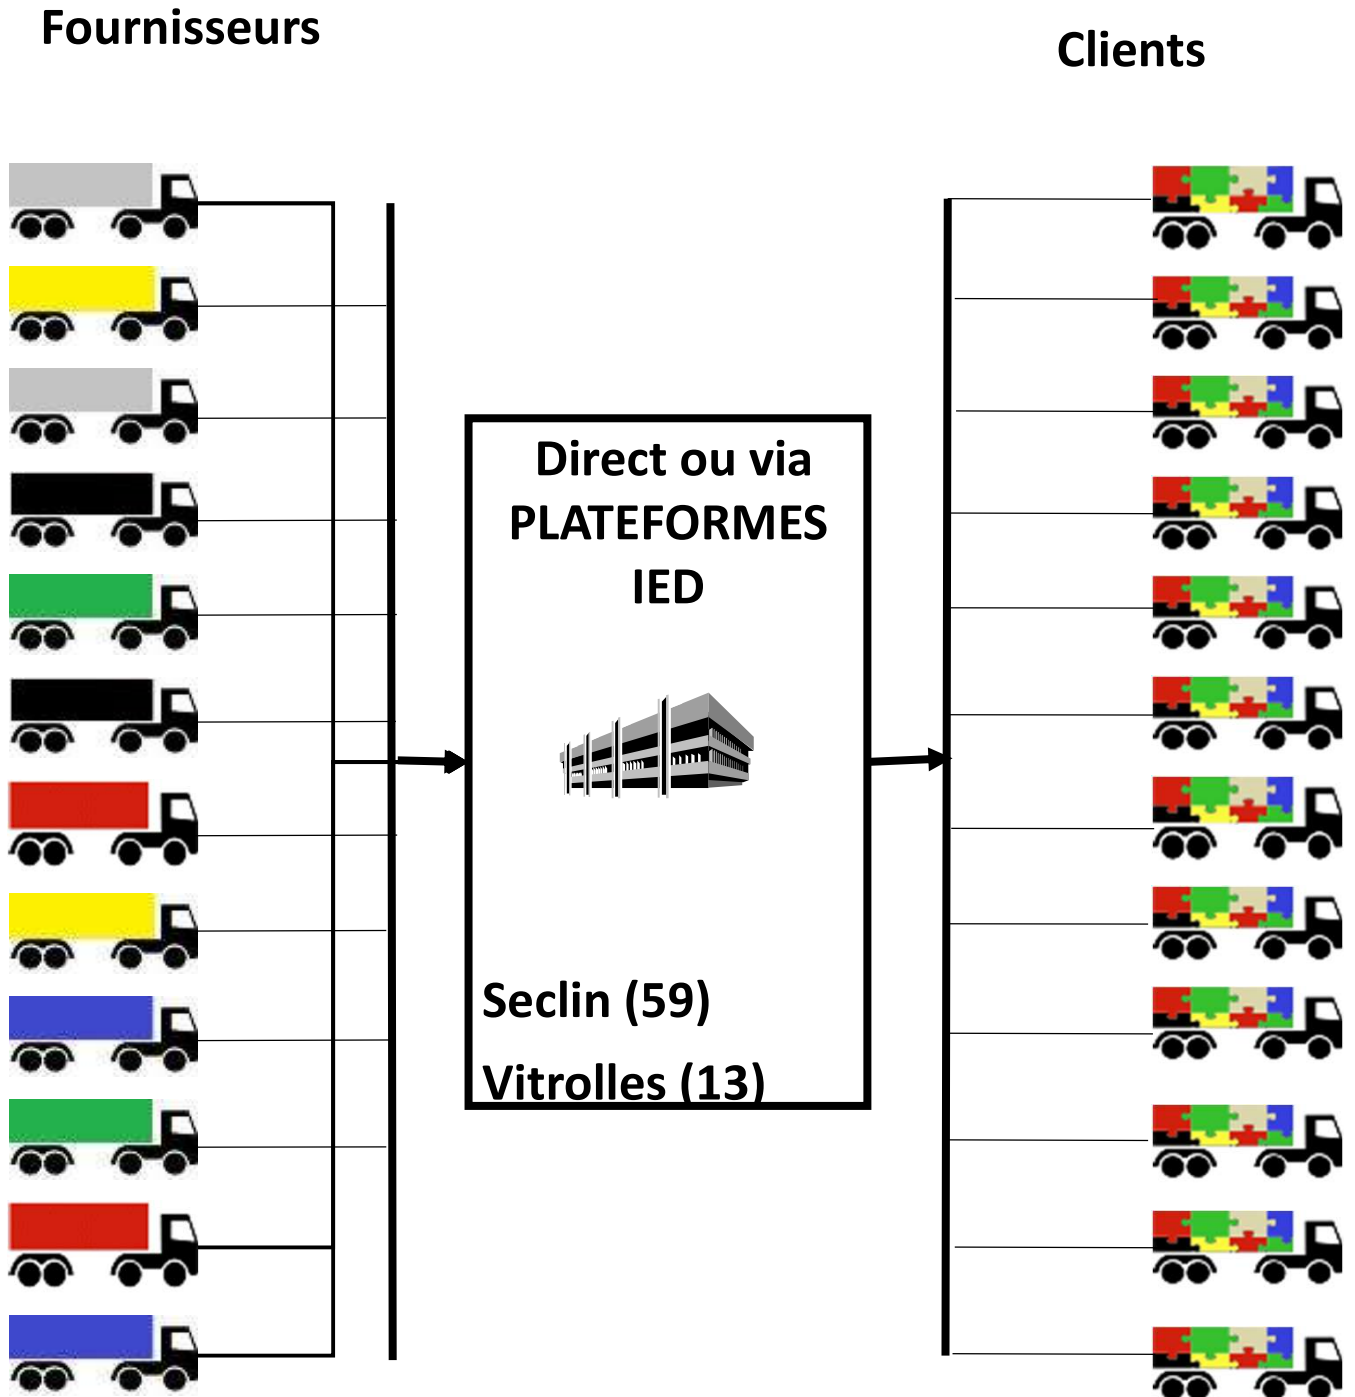 Fournisseurs
Clients
Direct ou via
PLATEFORMES
IED
Seclin (59)
Vitrolles (13)